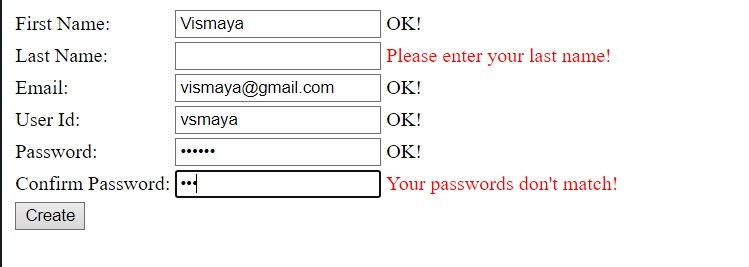 First Name: Vismaya OK!
Last Name: Please enter your last name!
Email: vismaya@gmail.com OK!
User Id: vsmaya OK!
Password: •••••• OK!
Confirm Password: ••• Your passwords don't match!
Create